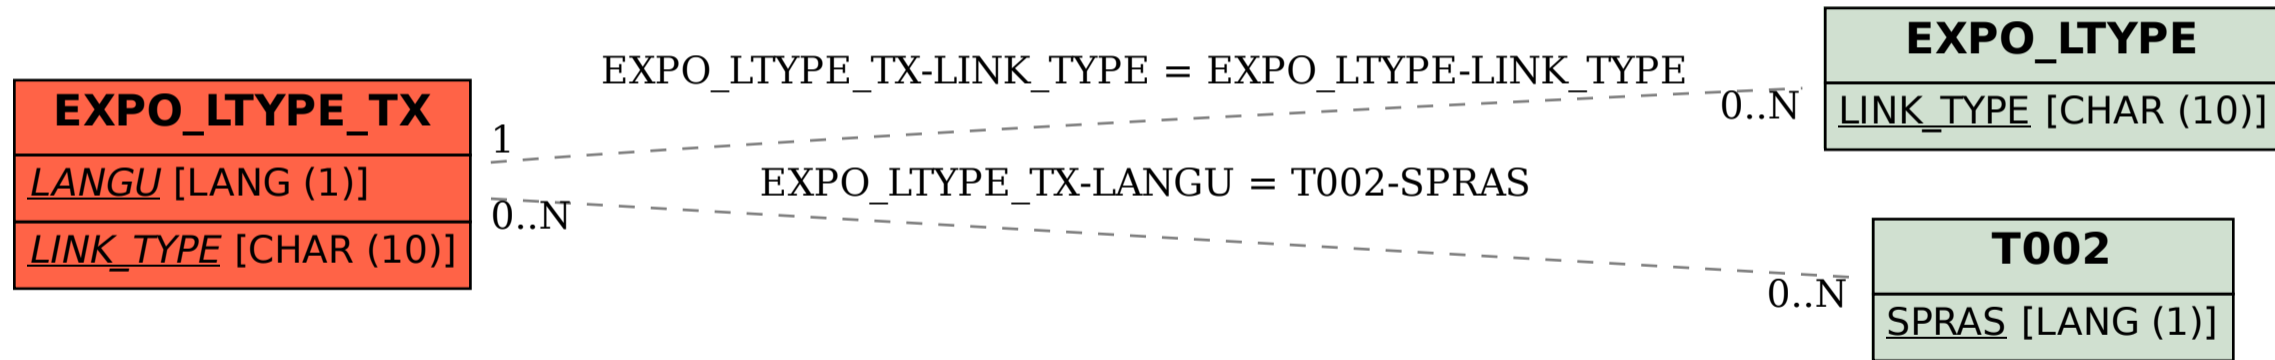 EXPO_LTYPE_TX
LANGU [LANG (1)]
LINK_TYPE [CHAR (10)]
EXPO_LTYPE_TX-LINK_TYPE = EXPO_LTYPE-LINK_TYPE
1
0..N
EXPO_LTYPE_TX-LANGU = T002-SPRAS
0..N
0..N
EXPO_LTYPE
LINK_TYPE [CHAR (10)]
T002
SPRAS [LANG (1)]